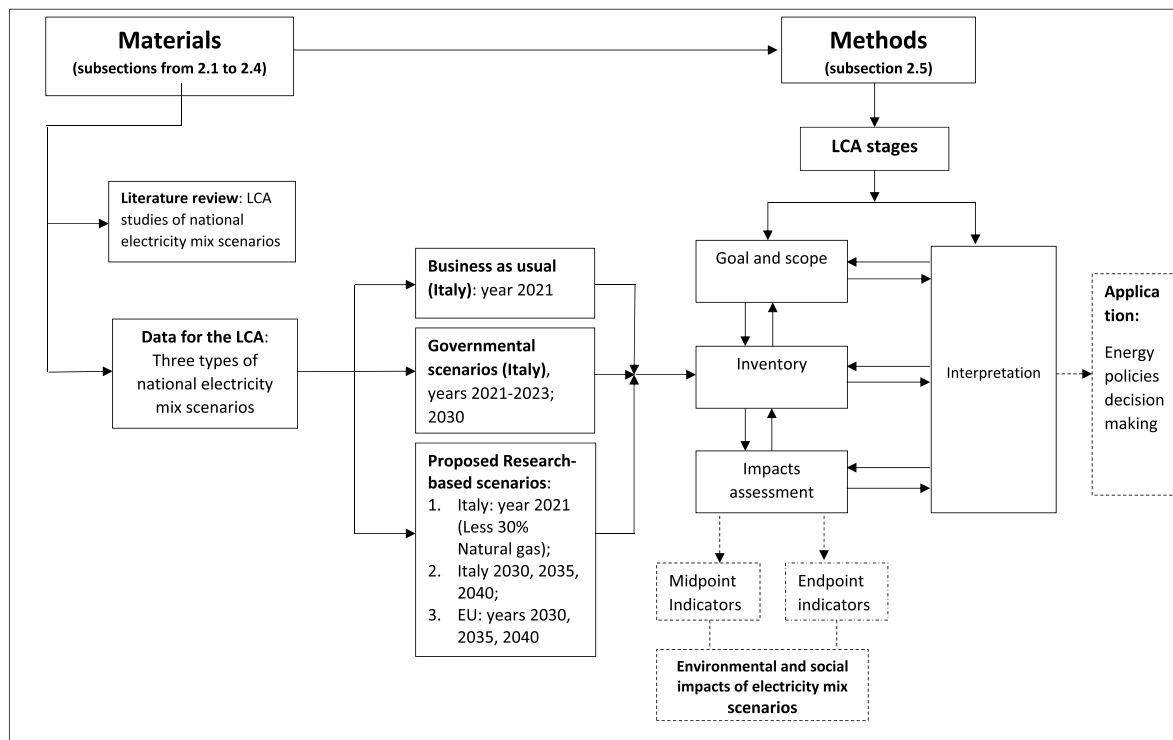 Materials
(subsections from 2.1 to 2.4)
Methods
(subsection 2.5)
LCA stages
Literature review: LCA
studies of national
electricity mix scenarios
Data for the LCA:
Three types of
national electricity
mix scenarios
Business as usual
(Italy): year 2021
Governmental
scenarios (Italy),
years 2021-2023;
2030
Proposed Research-
based scenarios:
1. Italy: year 2021
(Less 30%
Natural gas);
2. Italy 2030, 2035,
2040;
3. EU: years 2030,
2035, 2040
Goal and scope
Inventory
Impacts
assessment
Interpretation
Applica
tion:
Energy
policies
decision
making
Midpoint
Indicators
Endpoint
indicators
Environmental and social
impacts of electricity mix
scenarios